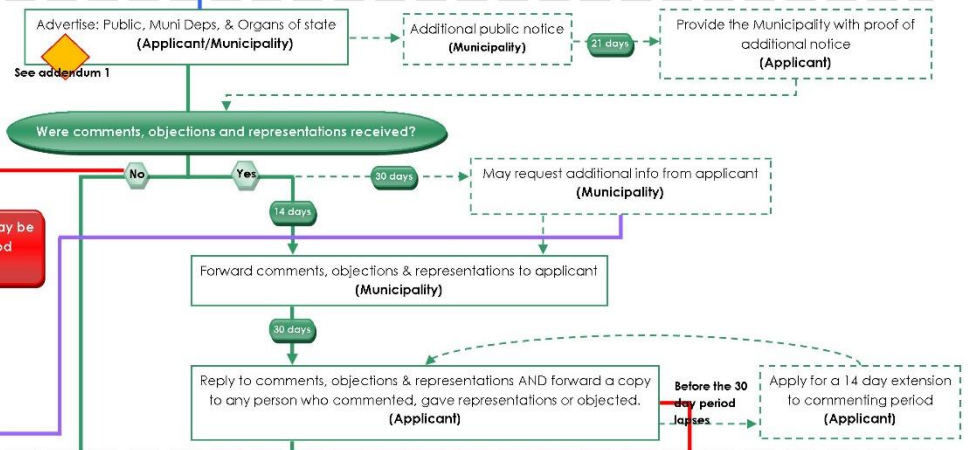 Advertise: Public, Muni Deps, & Organs of state
(Applicant/Municipality)
See addendum 1
Additional public notice
(Municipality)
21 days
Provide the Municipality with proof of
additional notice
(Applicant)
Were comments, objections and representations received?
No
Yes
30 days
May request additional info from applicant
(Municipality)
14 days
ay be
od
Forward comments, objections & representations to applicant
(Municipality)
30 days
Reply to comments, objections & representations AND forward a copy
to any person who commented, gave representations or objected.
(Applicant)
Before the 30
day period
lapses
Apply for a 14 day extension
to commenting period
(Applicant)